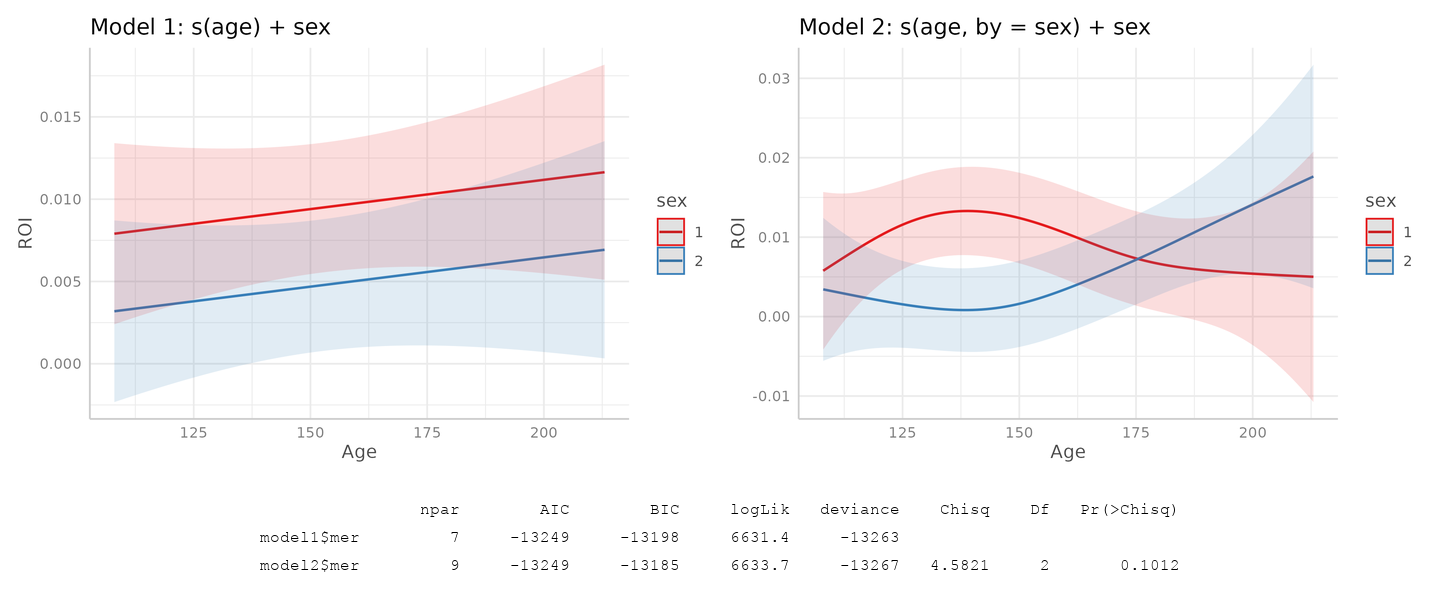 Model 1: s(age) + sex
0.015
0.010
0.005
0.000
ROI
125 150 175 200
Age
sex
1
2
Model 2: s(age, by = sex) + sex
0.03
0.02
0.01
0.00
-0.01
ROI
125 150 175 200
Age
sex
1
2
npar AIC BIC logLik deviance Chisq Df Pr(>Chisq)
model1$mer 7 -13249 -13198 6631.4 -13263
model2$mer 9 -13249 -13185 6633.7 -13267 4.5821 2 0.1012